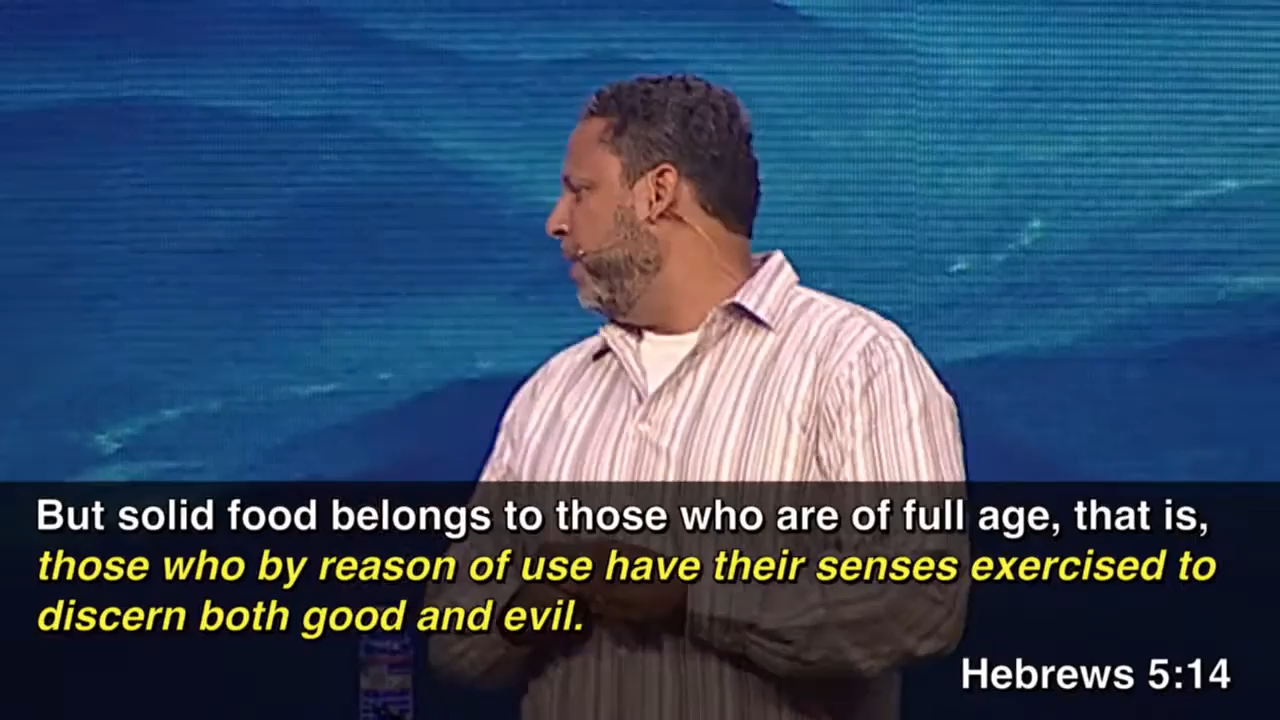 But solid food belongs to those who are of full age, that is,
those who by reason of use have their senses exercised to
discern both good and evil.
Hebrews 5:14